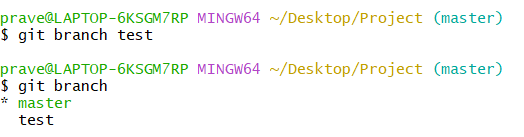 prave@LAPTOP-6KSGM7RP MINGW64 ~/Desktop/Project (master)
$ git branch test
prave@LAPTOP-6KSGM7RP MINGW64 ~/Desktop/Project (master)
$ git branch
* master
  test